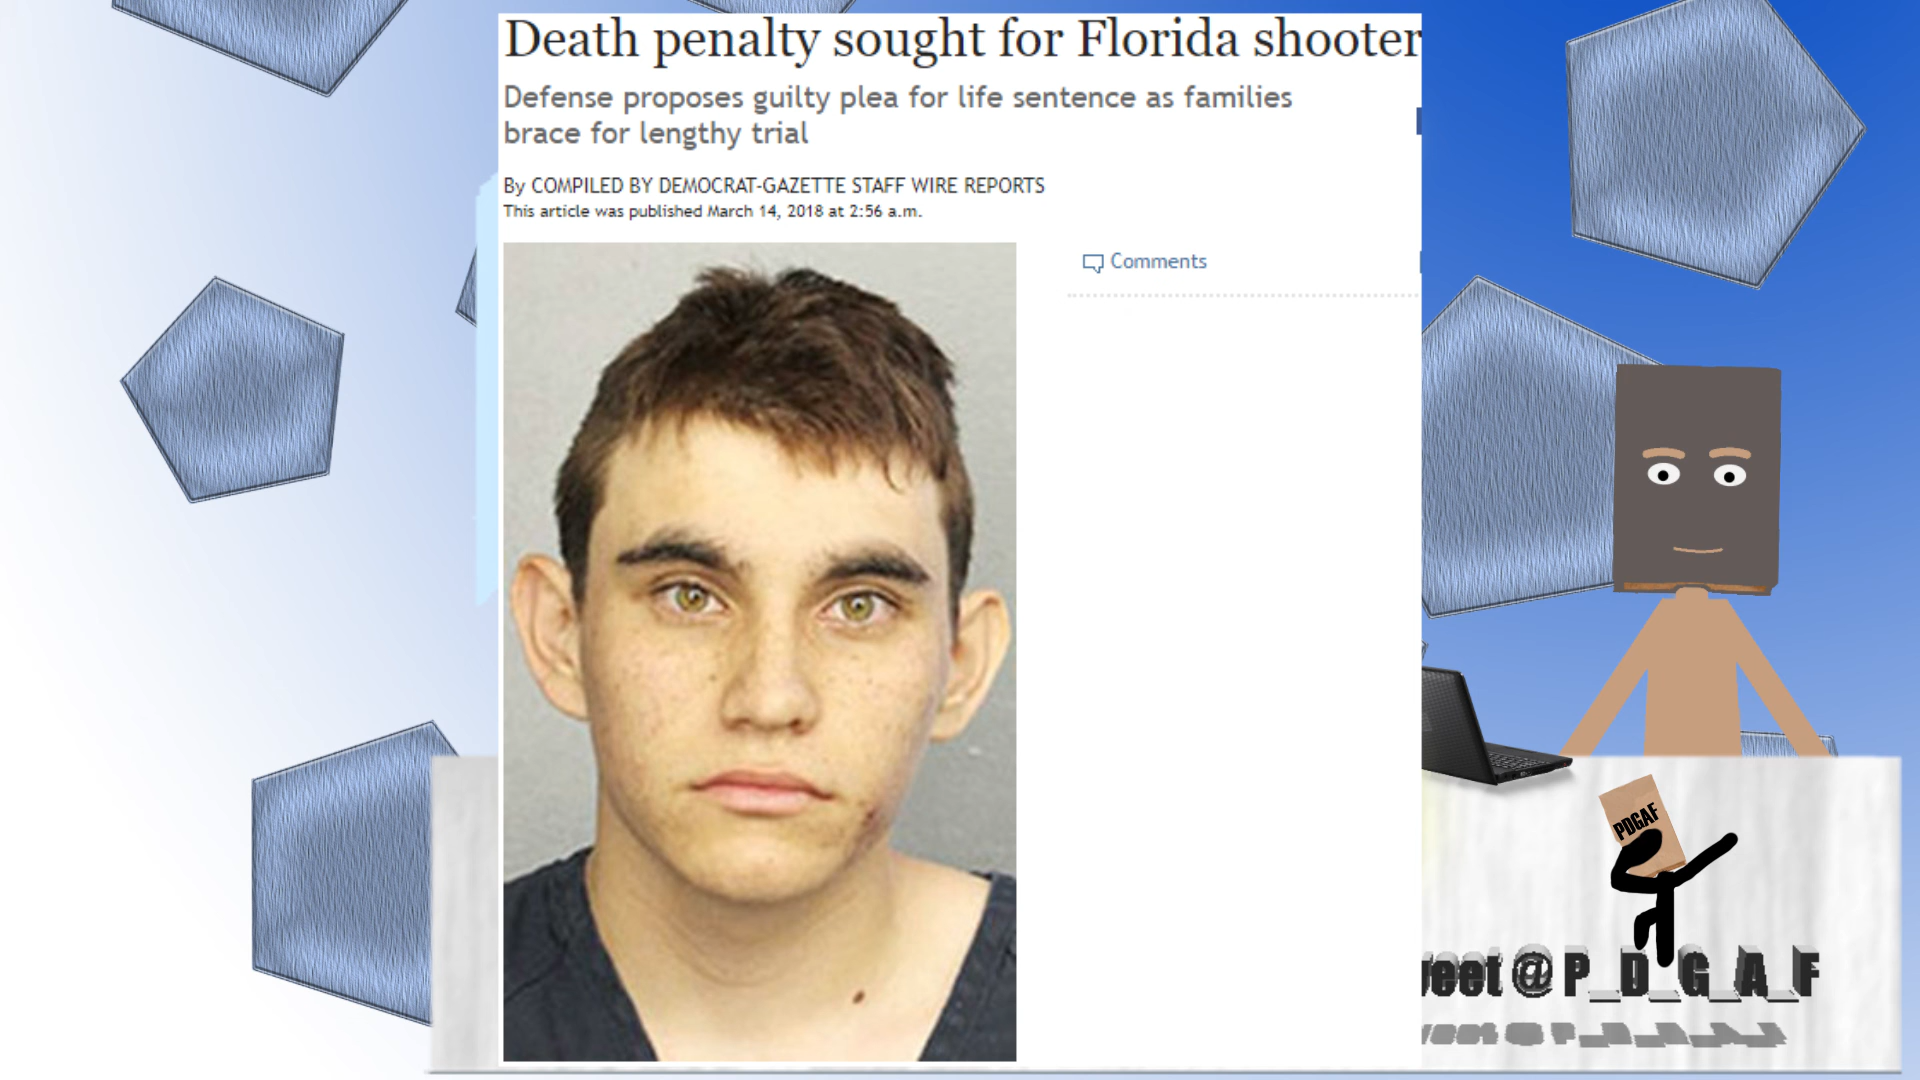 Death penalty sought for Florida shooter
Defense proposes guilty plea for life sentence as families
brace for lengthy trial
By COMPILED BY DEMOCRAT-GAZETTE STAFF WIRE REPORTS
This article was published March 14, 2018 at 2:56 a.m.
Comments
PDGAF
@P_D_G_A_F